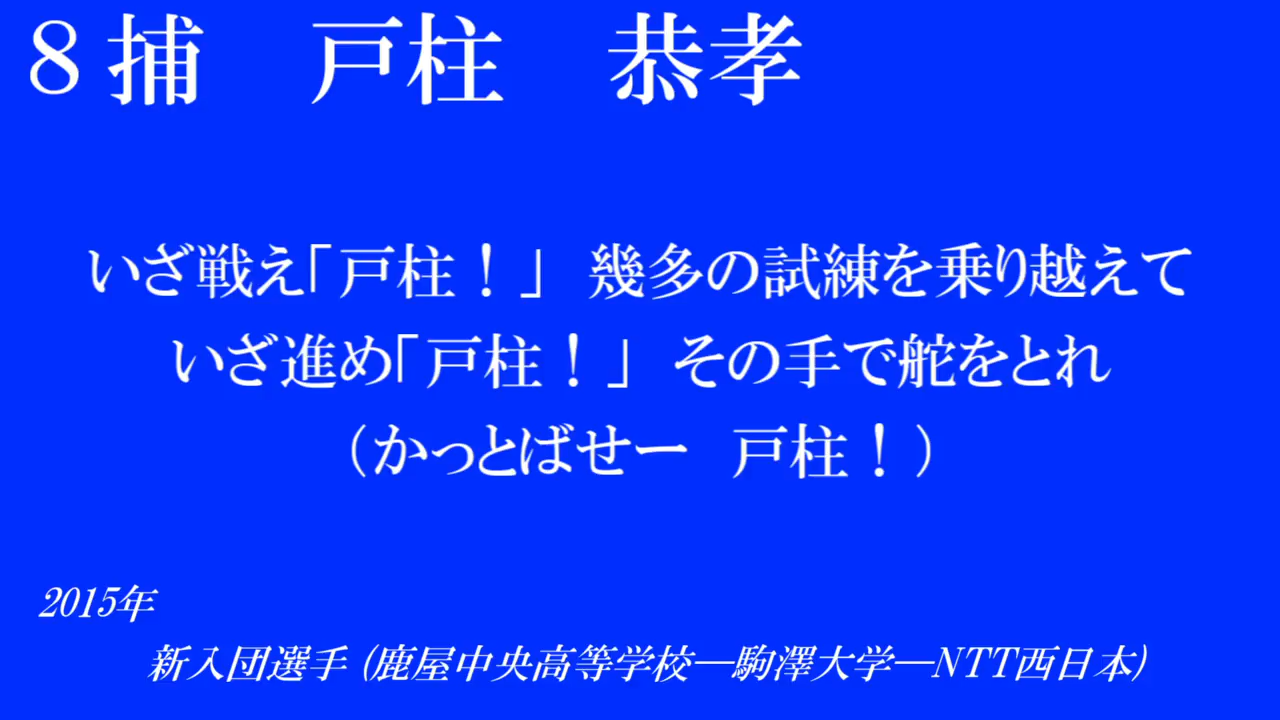 ８捕　戸柱　恭孝
いざ戦え「戸柱！」　幾多の試練を乗り越えて
いざ進め「戸柱！」　その手で舵をとれ
（かっとばせー　戸柱！）
2015年
新入団選手 (鹿屋中央高等学校―駒澤大学―NTT西日本)